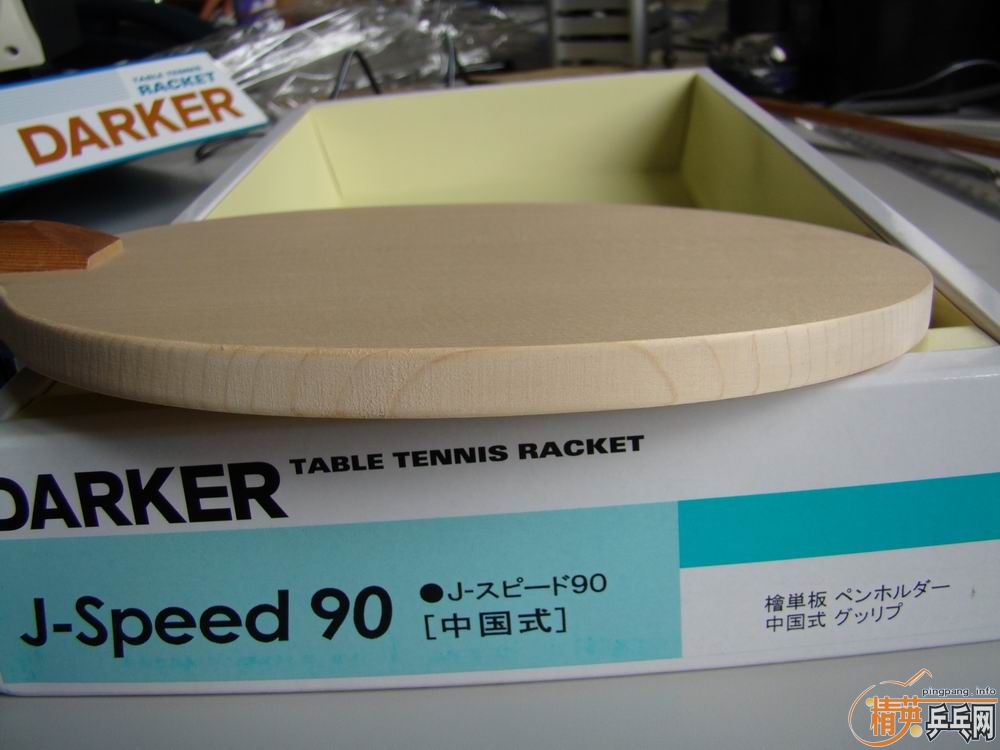 TABLE TENNIS
RACKET
DARKER
DARKER TABLE TENNIS RACKET
J-Speed 90
●J-スピード90
[中国式]
檜単板 ペンホルダー
中国式 グッリプ
pingpang.info
精英乒乓网